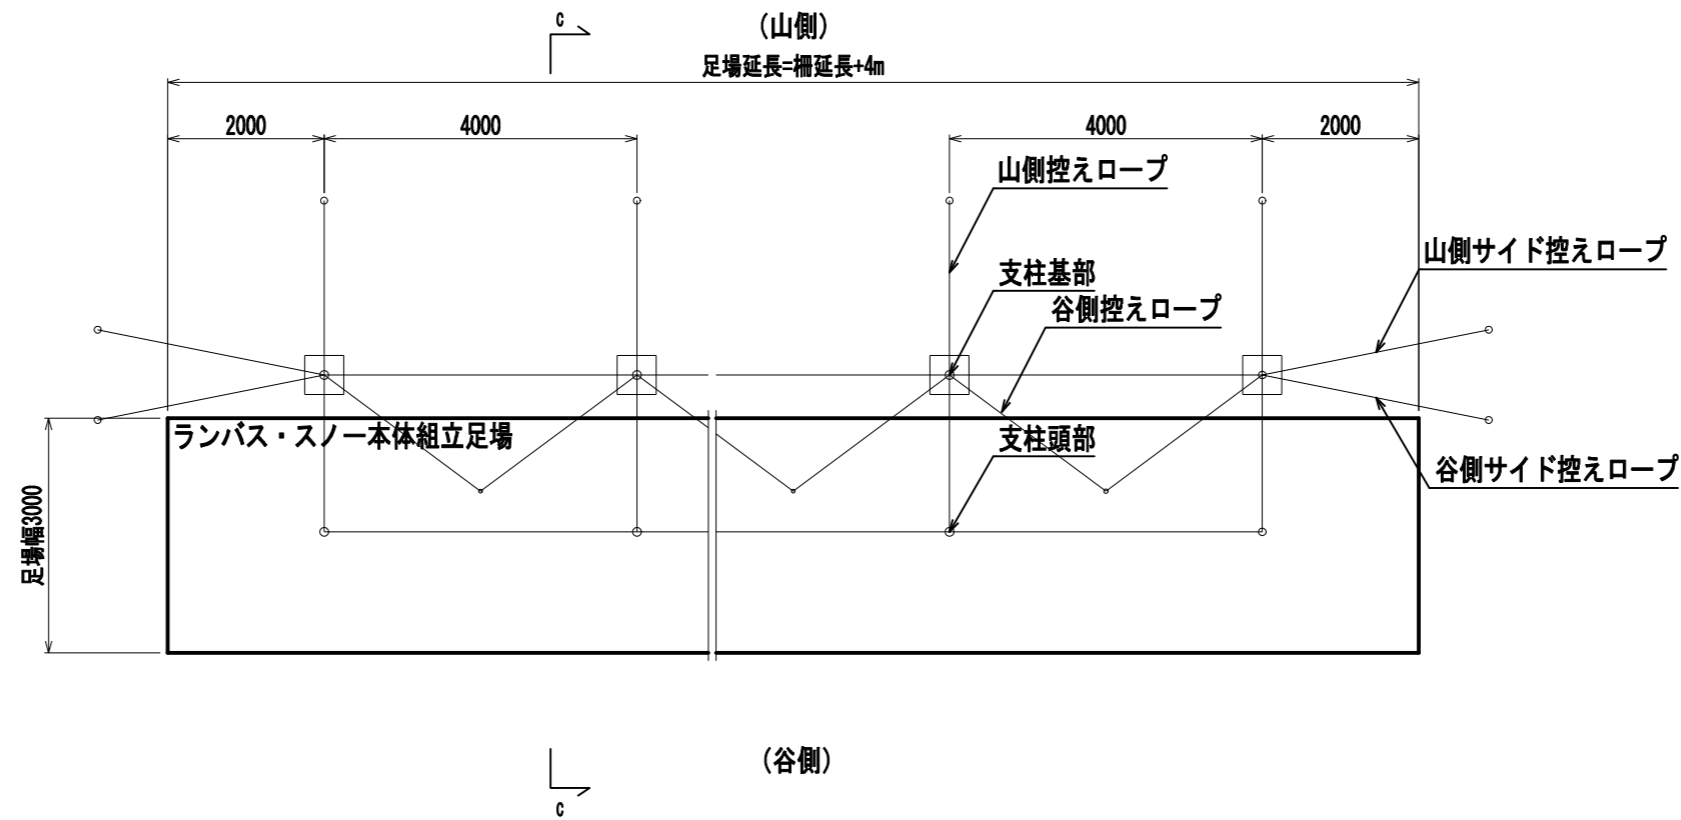 c
(山側)
足場延長=柵延長+4m
2000
4000
4000
2000
山側控えロープ
山側サイド控えロープ
支柱基部
谷側控えロープ
ランバス・スノー本体組立足場
支柱頭部
谷側サイド控えロープ
足場幅3000
(谷側)
c